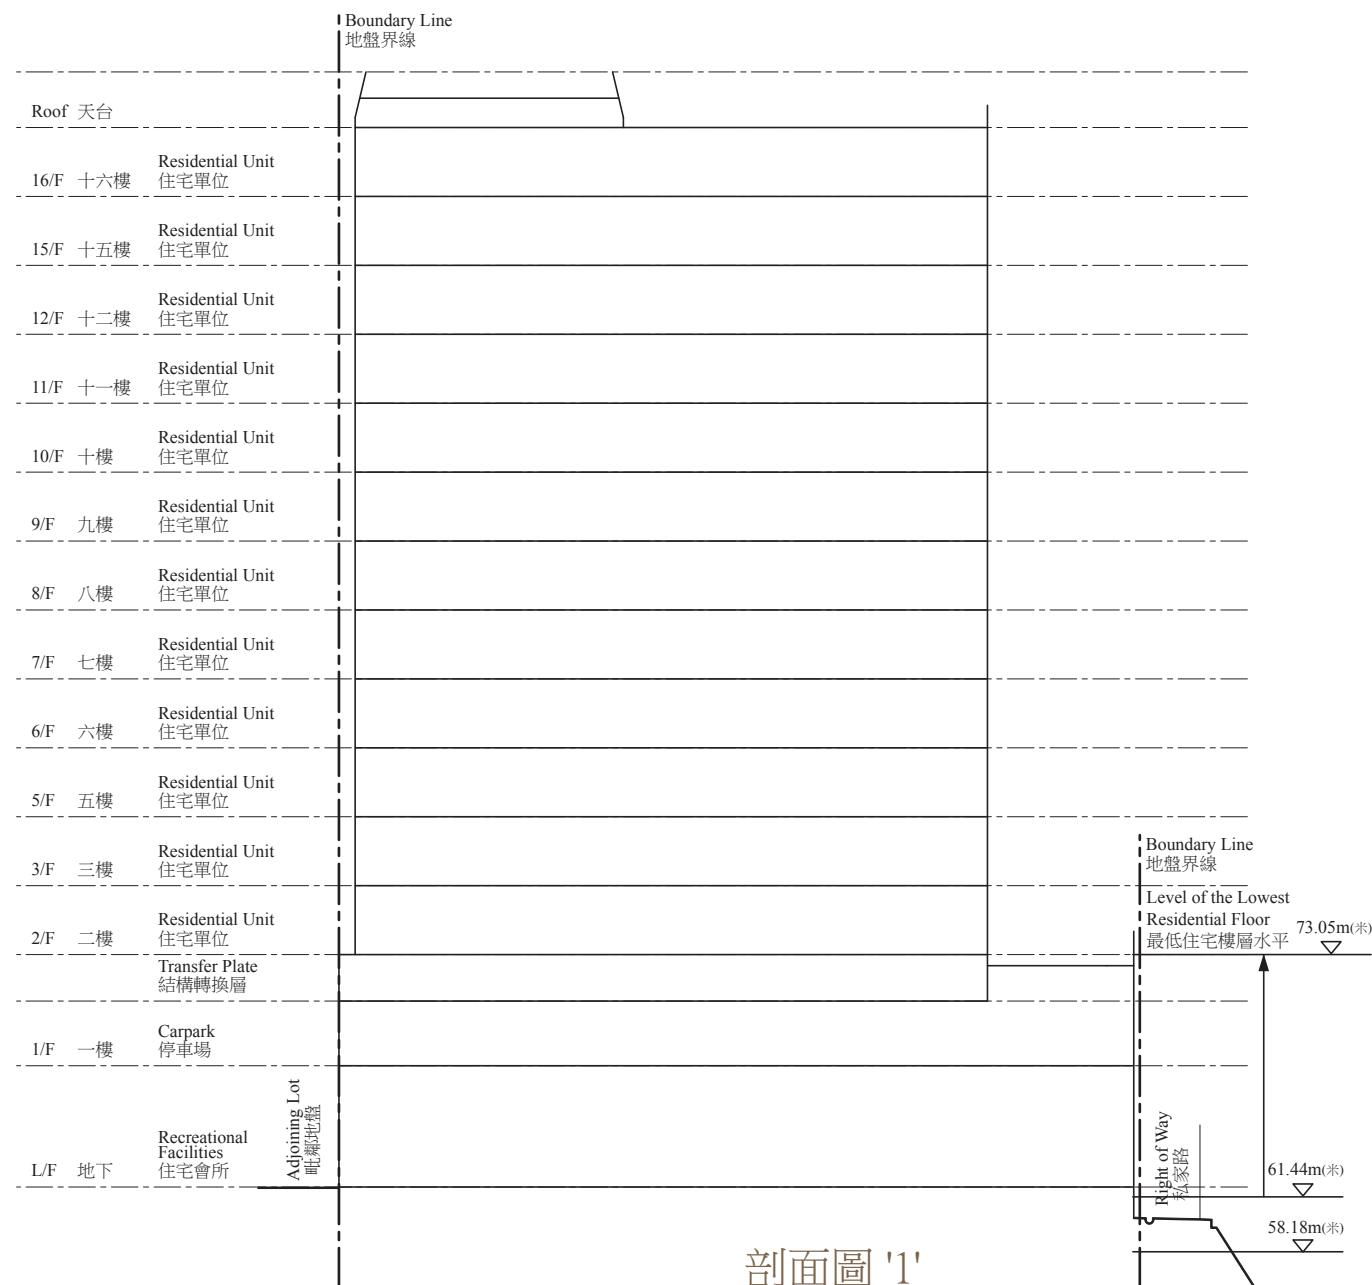 Boundary Line
地盤界線
Roof 天台
Residential Unit
16/F 十六樓 住宅單位
Residential Unit
15/F 十五樓 住宅單位
Residential Unit
12/F 十二樓 住宅單位
Residential Unit
11/F 十一樓 住宅單位
Residential Unit
10/F 十樓 住宅單位
Residential Unit
9/F 九樓 住宅單位
Residential Unit
8/F 八樓 住宅單位
Residential Unit
7/F 七樓 住宅單位
Residential Unit
6/F 六樓 住宅單位
Residential Unit
5/F 五樓 住宅單位
Residential Unit
3/F 三樓 住宅單位
Boundary Line
地盤界線
Level of the Lowest
Residential Floor
最低住宅樓層水平
73.05m(米)
Residential Unit
2/F 二樓 住宅單位
Transfer Plate
結構轉換層
Carpark
1/F 一樓 停車場
Recreational
Facilities
L/F 地下 住宅會所
Adjoining Lot
毗鄰地盤
Right of Way
私家路
61.44m(米)
58.18m(米)
剖面圖 '1'